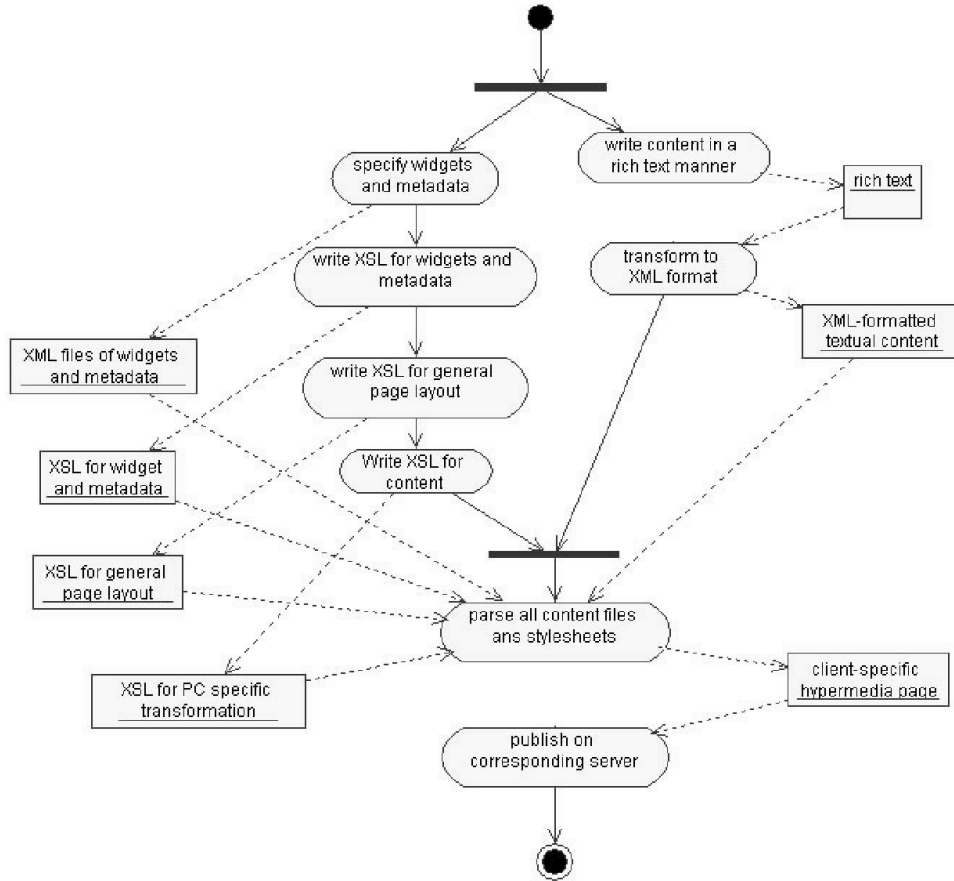 write content in a
rich text manner
specify widgets
and metadata
rich text
write XSL for widgets and
metadata
transform to
XML format
XML-formatted
textual content
XML files of widgets
and metadata
write XSL for general
page layout
Write XSL for
content
XSL for widget
and metadata
XSL for general
page layout
parse all content files
ans stylesheets
client-specific
hypermedia page
XSL for PC specific
transformation
publish on
corresponding server